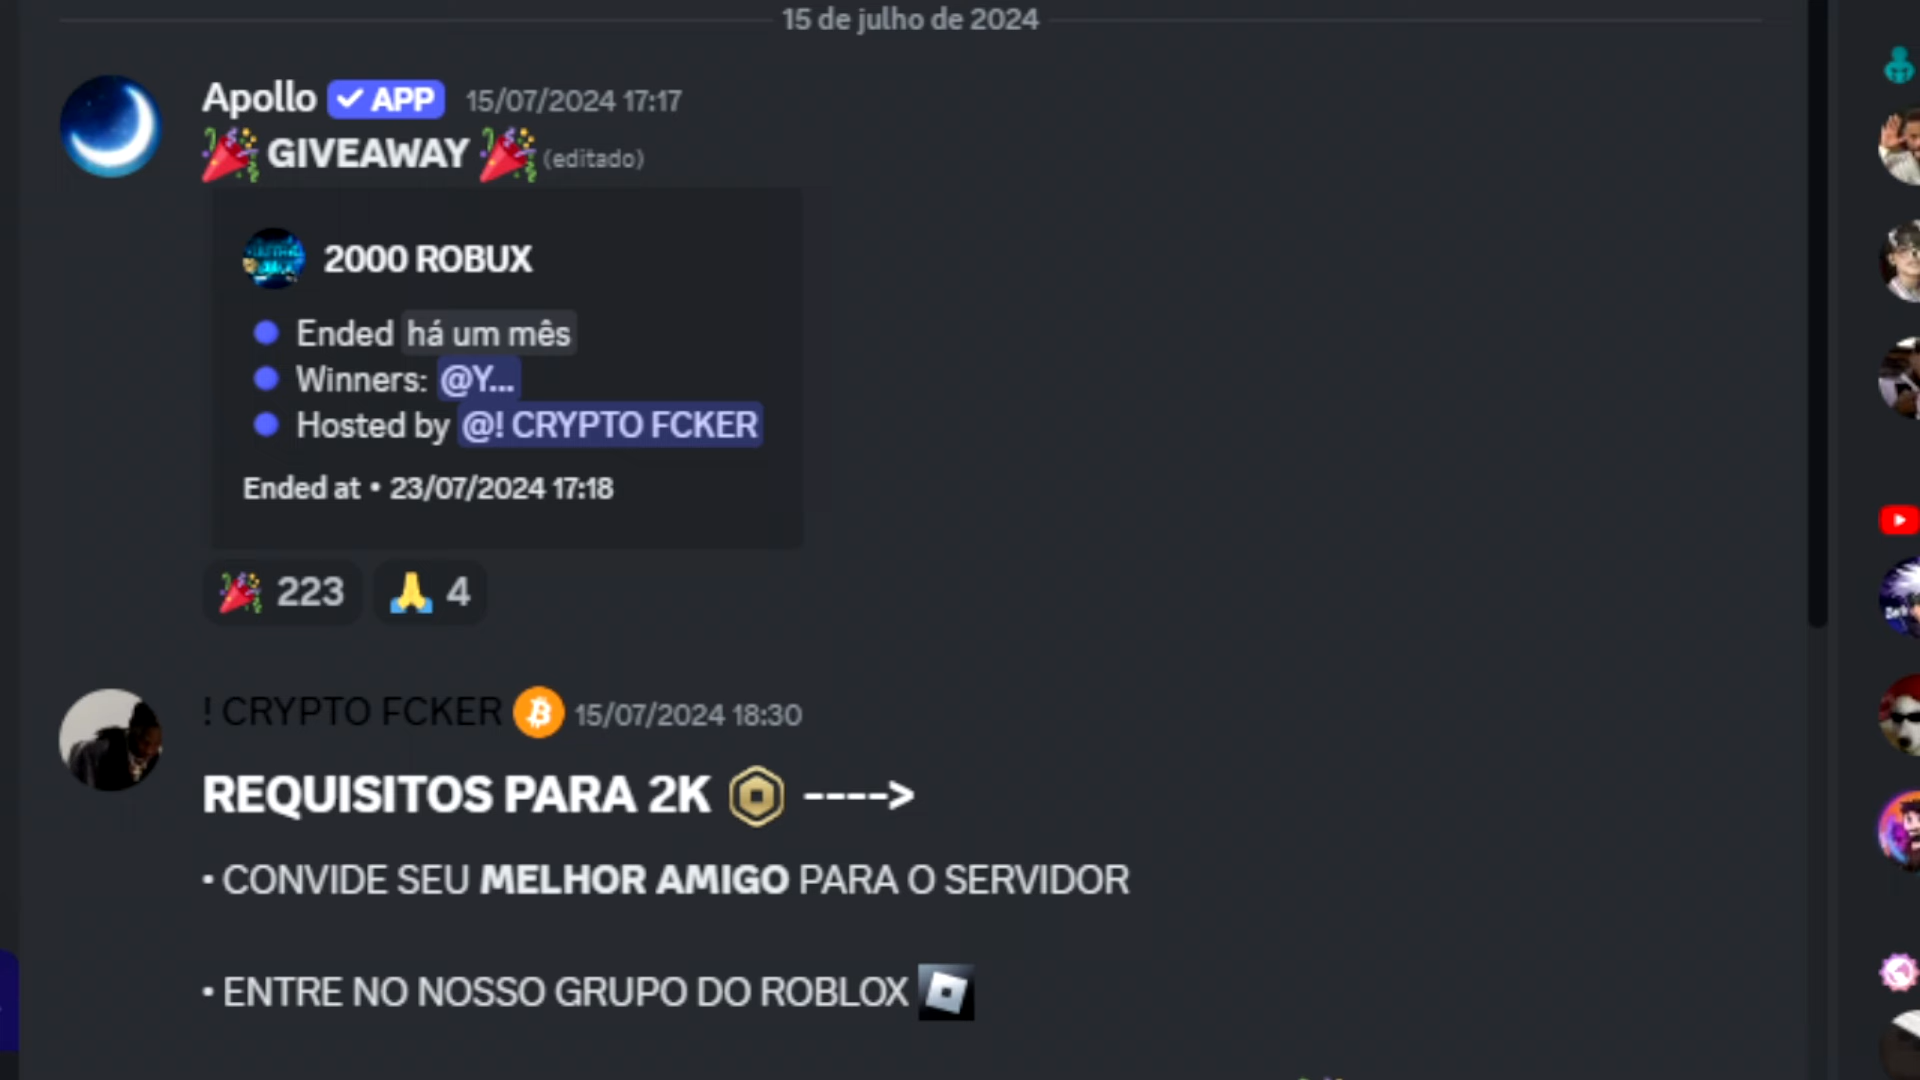 15 de julho de 2024
Apollo ✓ APP 15/07/2024 17:17
🎉 GIVEAWAY 🎉 (editado)
2000 ROBUX
Ended há um mês
Winners: @Y...
Hosted by @! CRYPTO FCKER
Ended at • 23/07/2024 17:18
🎉 223 🙏 4
! CRYPTO FCKER 15/07/2024 18:30
REQUISITOS PARA 2K ---->
• CONVIDE SEU MELHOR AMIGO PARA O SERVIDOR
• ENTRE NO NOSSO GRUPO DO ROBLOX